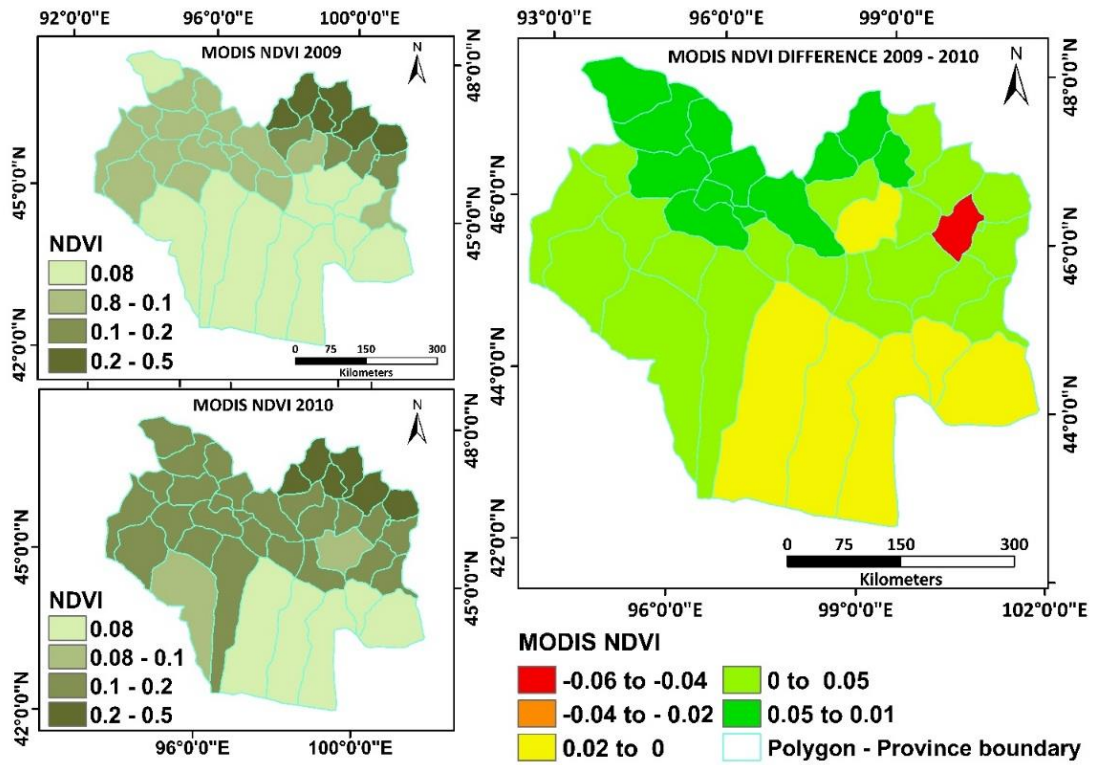 92°0'0"E 96°0'0"E 100°0'0"E
MODIS NDVI 2009
N
48°0'0"N
45°0'0"N
45°0'0"N
42°0'0"N
NDVI
0.08
0.8 - 0.1
0.1 - 0.2
0.2 - 0.5
0 75 150 300
Kilometers
MODIS NDVI 2010
N
48°0'0"N
45°0'0"N
45°0'0"N
42°0'0"N
NDVI
0.08
0.08 - 0.1
0.1 - 0.2
0.2 - 0.5
96°0'0"E 100°0'0"E
93°0'0"E 96°0'0"E 99°0'0"E
MODIS NDVI DIFFERENCE 2009 - 2010
N
48°0'0"N
46°0'0"N
46°0'0"N
44°0'0"N
44°0'0"N
42°0'0"N
0 75 150 300
Kilometers
96°0'0"E 99°0'0"E 102°0'0"E
MODIS NDVI
-0.06 to -0.04
-0.04 to - 0.02
0.02 to 0
0 to 0.05
0.05 to 0.01
Polygon - Province boundary